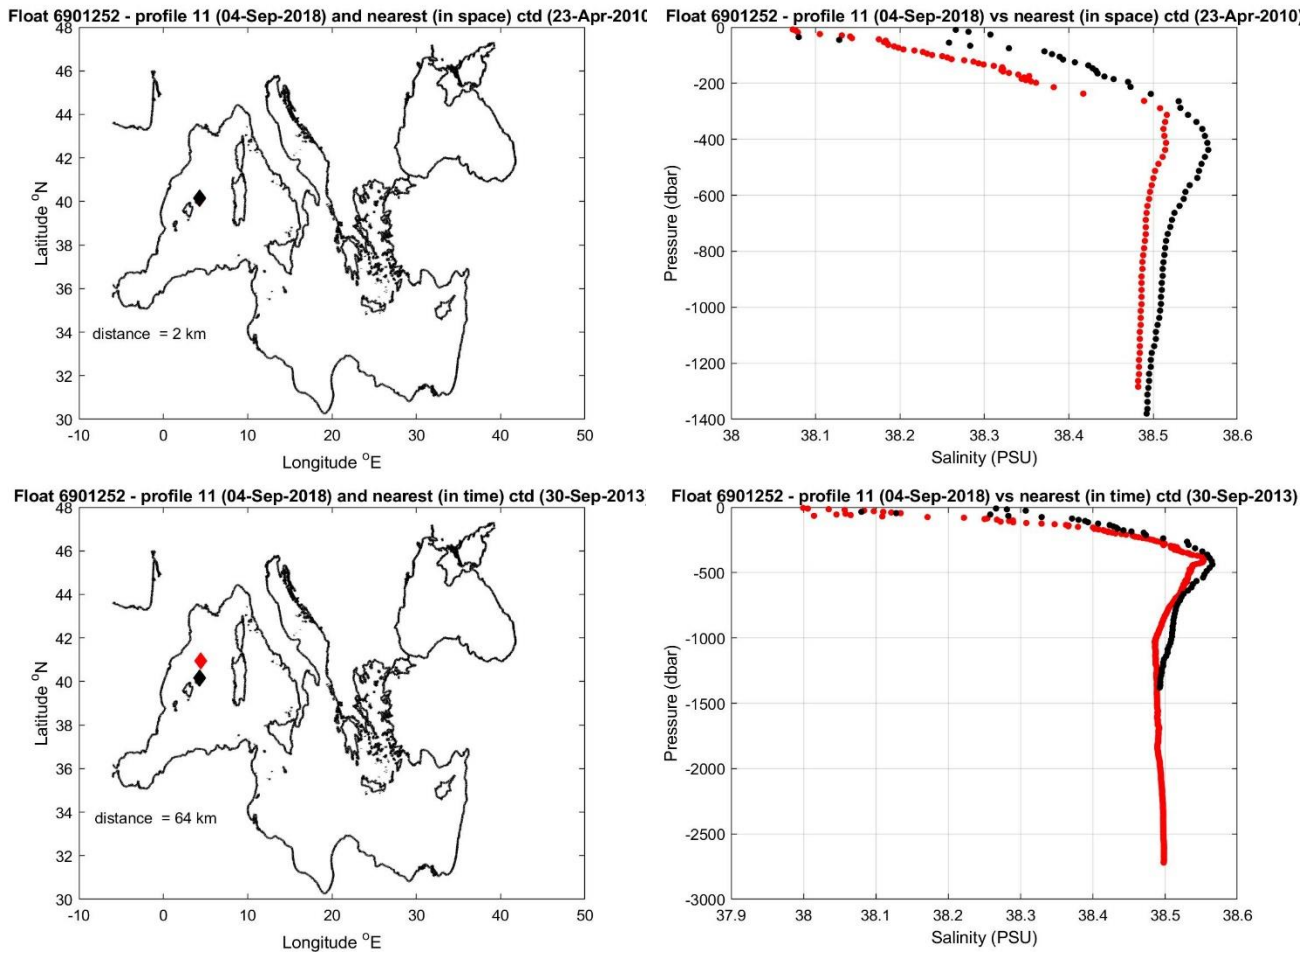 Float 6901252 - profile 11 (04-Sep-2018) and nearest (in space) ctd (23-Apr-2010
48
46
44
42
40
38
36
34
32
30
Latitude °N
distance = 2 km
-10 0 10 20 30 40 50
Longitude °E
Float 6901252 - profile 11 (04-Sep-2018) vs nearest (in space) ctd (23-Apr-2010)
0
-200
-400
-600
-800
-1000
-1200
-1400
Pressure (dbar)
38 38.1 38.2 38.3 38.4 38.5 38.6
Salinity (PSU)
Float 6901252 - profile 11 (04-Sep-2018) and nearest (in time) ctd (30-Sep-2013
48
46
44
42
40
38
36
34
32
30
Latitude °N
distance = 64 km
-10 0 10 20 30 40 50
Longitude °E
Float 6901252 - profile 11 (04-Sep-2018) vs nearest (in time) ctd (30-Sep-2013)
0
-500
-1000
-1500
-2000
-2500
-3000
Pressure (dbar)
37.9 38 38.1 38.2 38.3 38.4 38.5 38.6
Salinity (PSU)